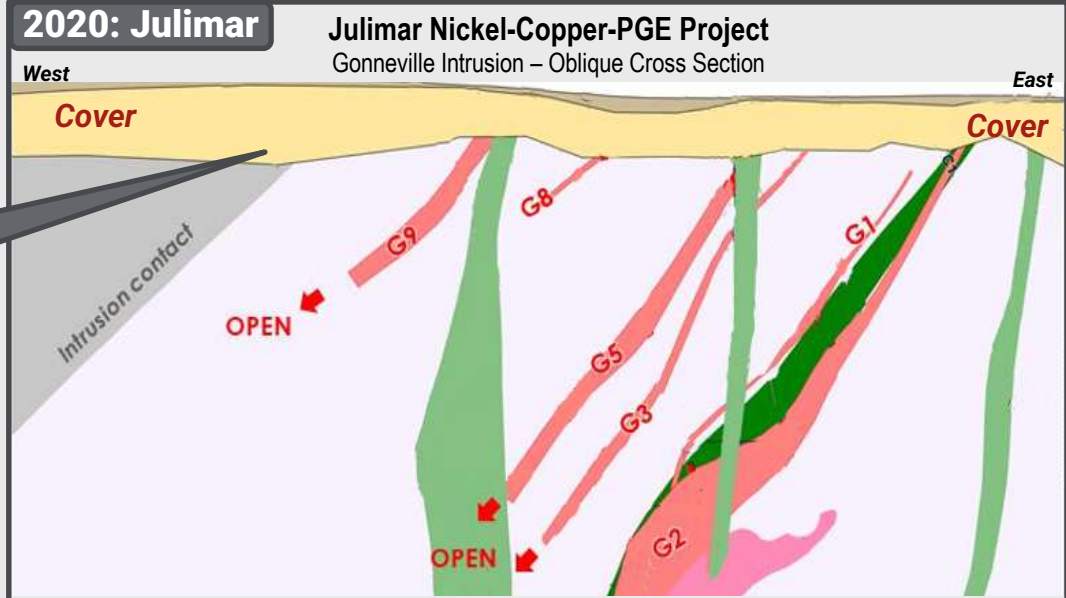 2020: Julimar
Julimar Nickel-Copper-PGE Project
Gonneville Intrusion – Oblique Cross Section
West
East
Cover
Cover
G8
G1
G9
Intrusion contact
OPEN
G5
G3
G2
OPEN